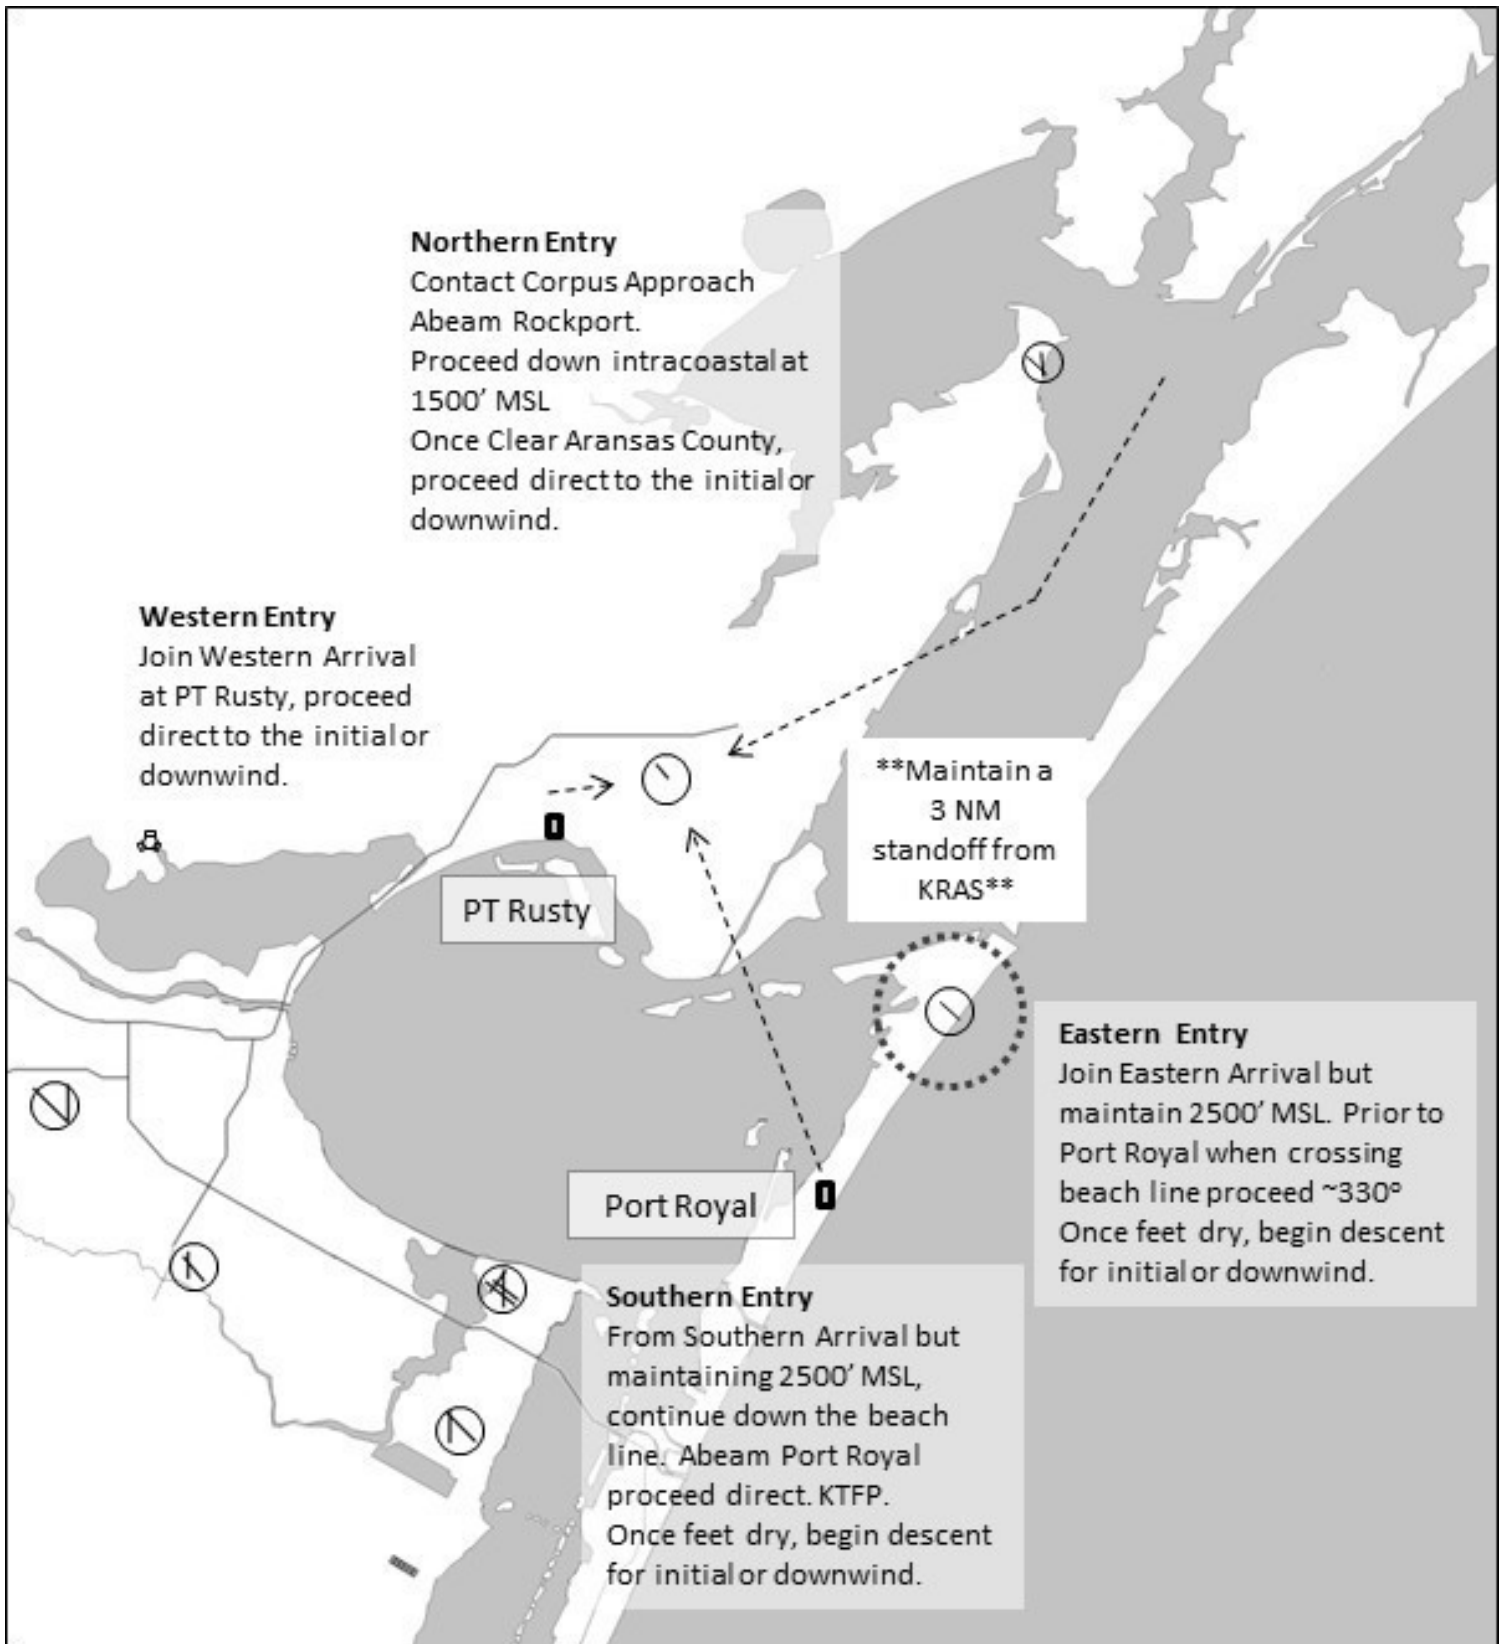 Northern Entry
Contact Corpus Approach
Abeam Rockport.
Proceed down intracoastal at
1500’ MSL
Once Clear Aransas County,
proceed direct to the initial or
downwind.
Western Entry
Join Western Arrival
at PT Rusty, proceed
direct to the initial or
downwind.
**Maintain a
3 NM
standoff from
KRAS**
PT Rusty
Eastern Entry
Join Eastern Arrival but
maintain 2500’ MSL. Prior to
Port Royal when crossing
beach line proceed ~330º
Once feet dry, begin descent
for initial or downwind.
Port Royal
Southern Entry
From Southern Arrival but
maintaining 2500’ MSL,
continue down the beach
line. Abeam Port Royal
proceed direct. KTFP.
Once feet dry, begin descent
for initial or downwind.